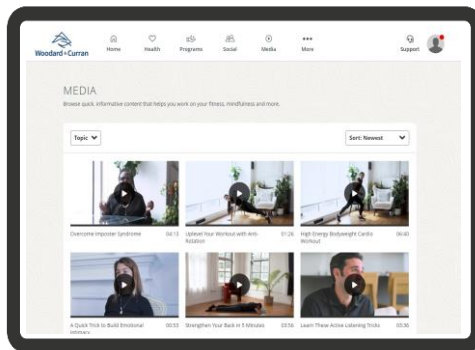 Woodard & Curran
Home
Health
Programs
Social
Media
More
Support
MEDIA
Browse quick, informative content that helps you work on your fitness, mindfulness and more.
Topic
Sort: Newest
Overcome Imposter Syndrome 04:13
Uplevel Your Workout with Anti-Rotation 01:26
High Energy Bodyweight Cardio Workout 06:40
A Quick Trick to Build Emotional Intimacy 00:53
Strengthen Your Back in 5 Minutes 03:56
Learn These Active Listening Tricks 03:36